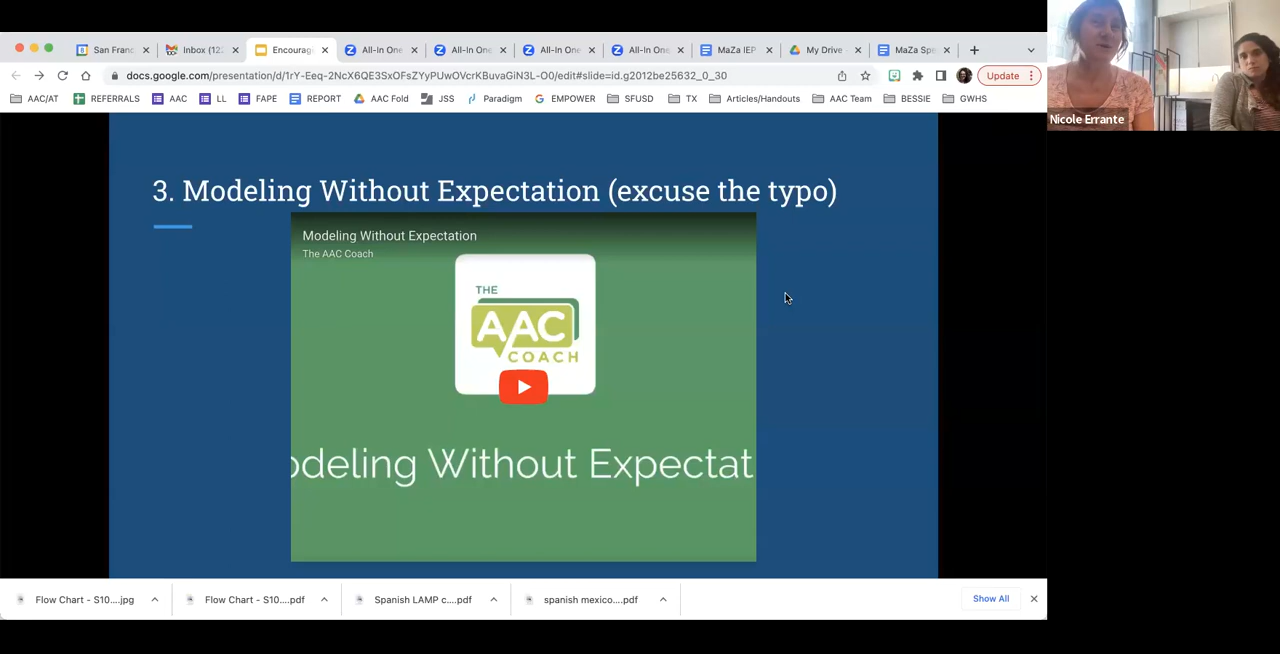 San Franc
Inbox (12
Encouragi
All-In One
All-In One
All-In One
All-In One
MaZa IEP
My Drive -
MaZa Spe
docs.google.com/presentation/d/1rY-Eeq-2NcX6QE3SxOFsZYyPUwOVcrKBuvaGiN3L-O0/edit#slide=id.g2012be25632_0_30
Update
AAC/AT
REFERRALS
AAC
LL
FAPE
REPORT
AAC Fold
JSS
Paradigm
EMPOWER
SFUSD
TX
Articles/Handouts
AAC Team
BESSIE
GWHS
Nicole Errante
3. Modeling Without Expectation (excuse the typo)
Modeling Without Expectation
The AAC Coach
THE
AAC
COACH
odeling Without Expectat
Flow Chart - S10....jpg
Flow Chart - S10....pdf
Spanish LAMP c....pdf
spanish mexico....pdf
Show All